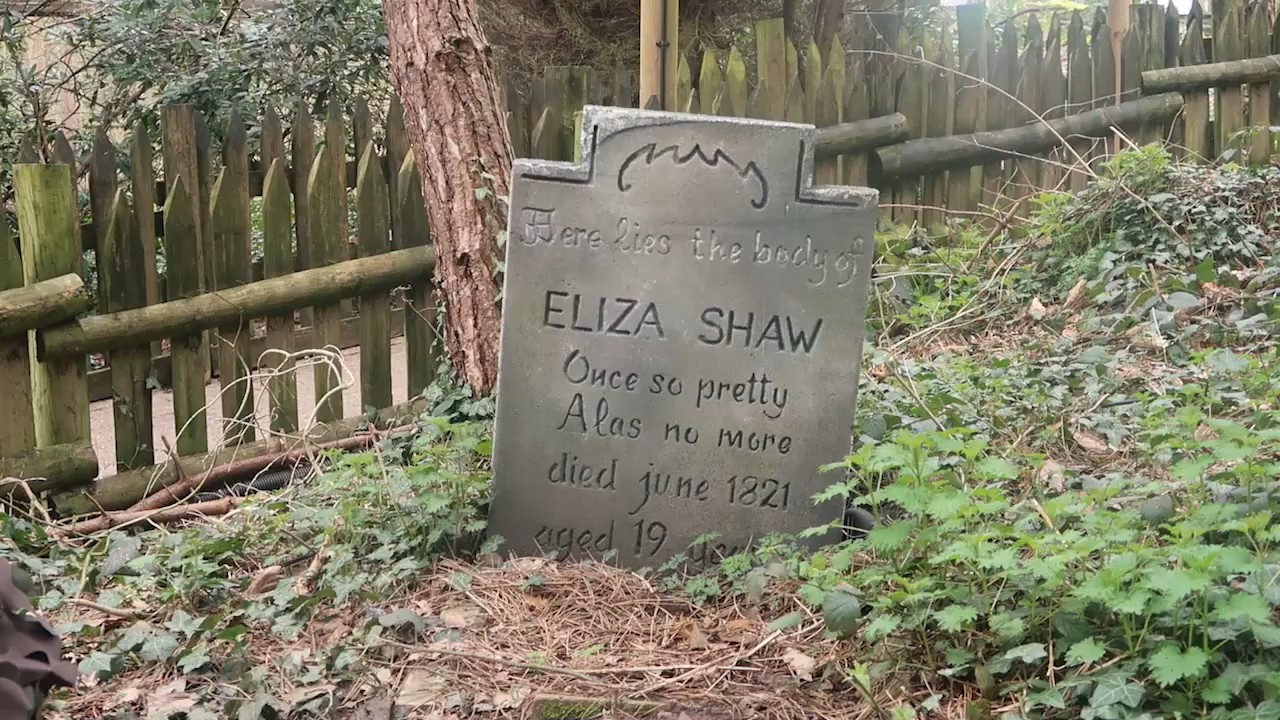 Here lies the body of
ELIZA SHAW
Once so pretty
Alas no more
died june 1821
aged 19